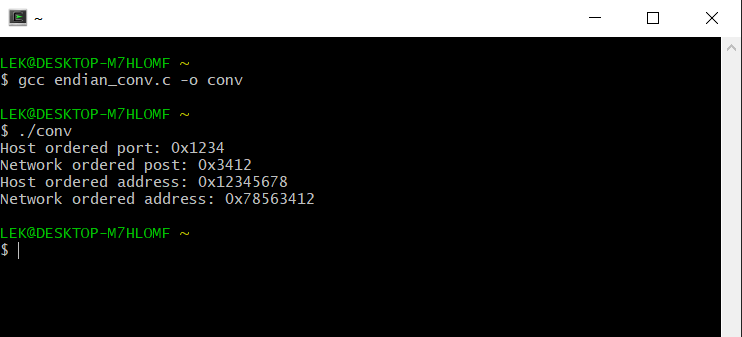 ~
LEK@DESKTOP-M7HLOMF ~
$ gcc endian_conv.c -o conv
LEK@DESKTOP-M7HLOMF ~
$ ./conv
Host ordered port: 0x1234
Network ordered post: 0x3412
Host ordered address: 0x12345678
Network ordered address: 0x78563412
LEK@DESKTOP-M7HLOMF ~
$